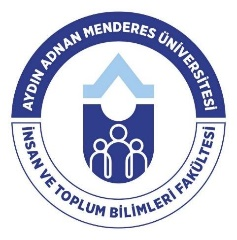 AYDIN ADNAN MENDERES ÜNİVERSİTESİ
İNSAN VE TOPLUM BİLİMLERİ FAKÜLTESİ